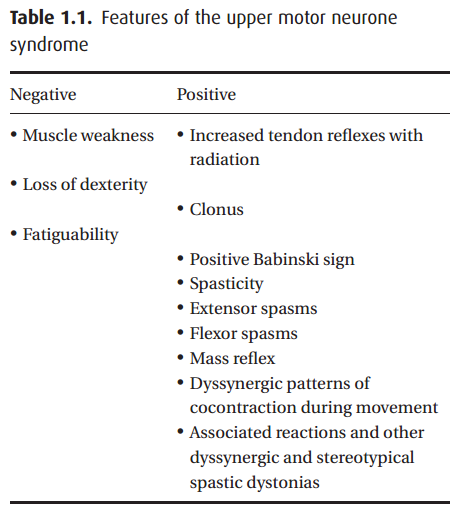 Table 1.1. Features of the upper motor neurone
syndrome
Negative Positive
• Muscle weakness • Increased tendon reflexes with
radiation
• Loss of dexterity
• Clonus
• Fatiguability
• Positive Babinski sign
• Spasticity
• Extensor spasms
• Flexor spasms
• Mass reflex
• Dyssynergic patterns of
cocontraction during movement
• Associated reactions and other
dyssynergic and stereotypical
spastic dystonias